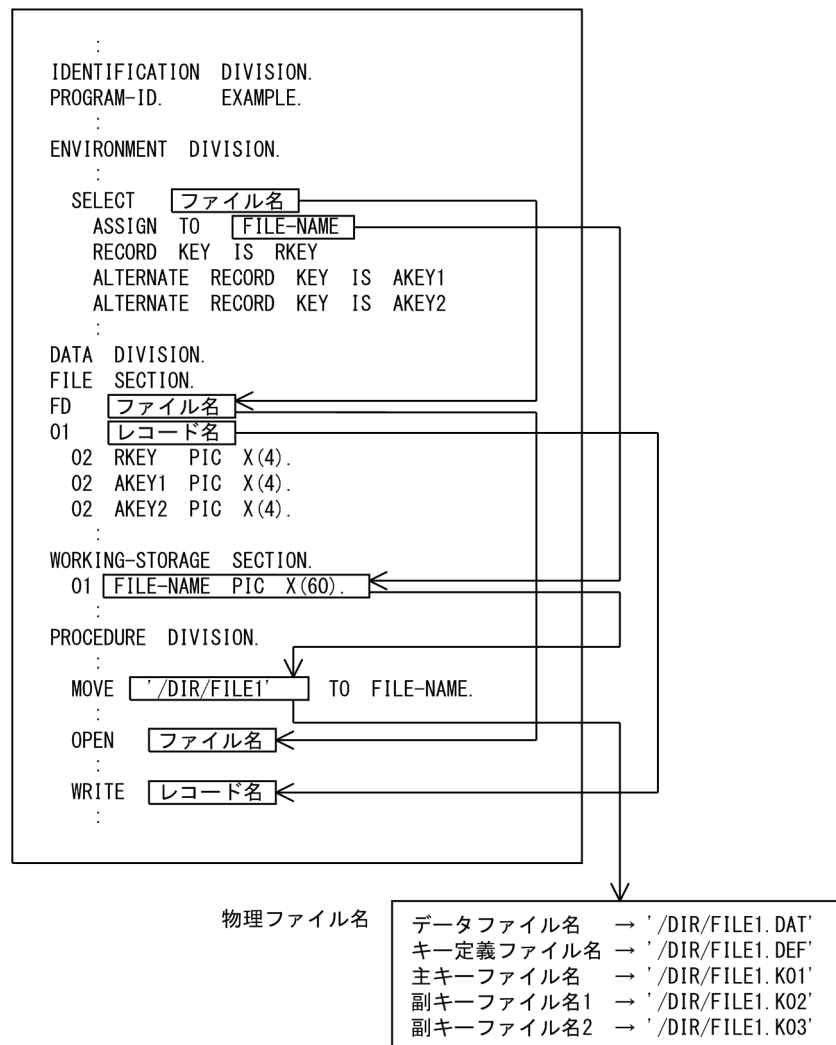 :
IDENTIFICATION DIVISION.
PROGRAM-ID. EXAMPLE.
:
ENVIRONMENT DIVISION.
:
SELECT ファイル名
ASSIGN TO FILE-NAME
RECORD KEY IS RKEY
ALTERNATE RECORD KEY IS AKEY1
ALTERNATE RECORD KEY IS AKEY2
:
DATA DIVISION.
FILE SECTION.
FD ファイル名
01 レコード名
02 RKEY PIC X(4).
02 AKEY1 PIC X(4).
02 AKEY2 PIC X(4).
:
WORKING-STORAGE SECTION.
01 FILE-NAME PIC X(60).
:
PROCEDURE DIVISION.
:
MOVE '/DIR/FILE1' TO FILE-NAME.
:
OPEN ファイル名
:
WRITE レコード名
:
物理ファイル名
データファイル名 → '/DIR/FILE1.DAT'
キー定義ファイル名 → '/DIR/FILE1.DEF'
主キーファイル名 → '/DIR/FILE1.K01'
副キーファイル名1 → '/DIR/FILE1.K02'
副キーファイル名2 → '/DIR/FILE1.K03'